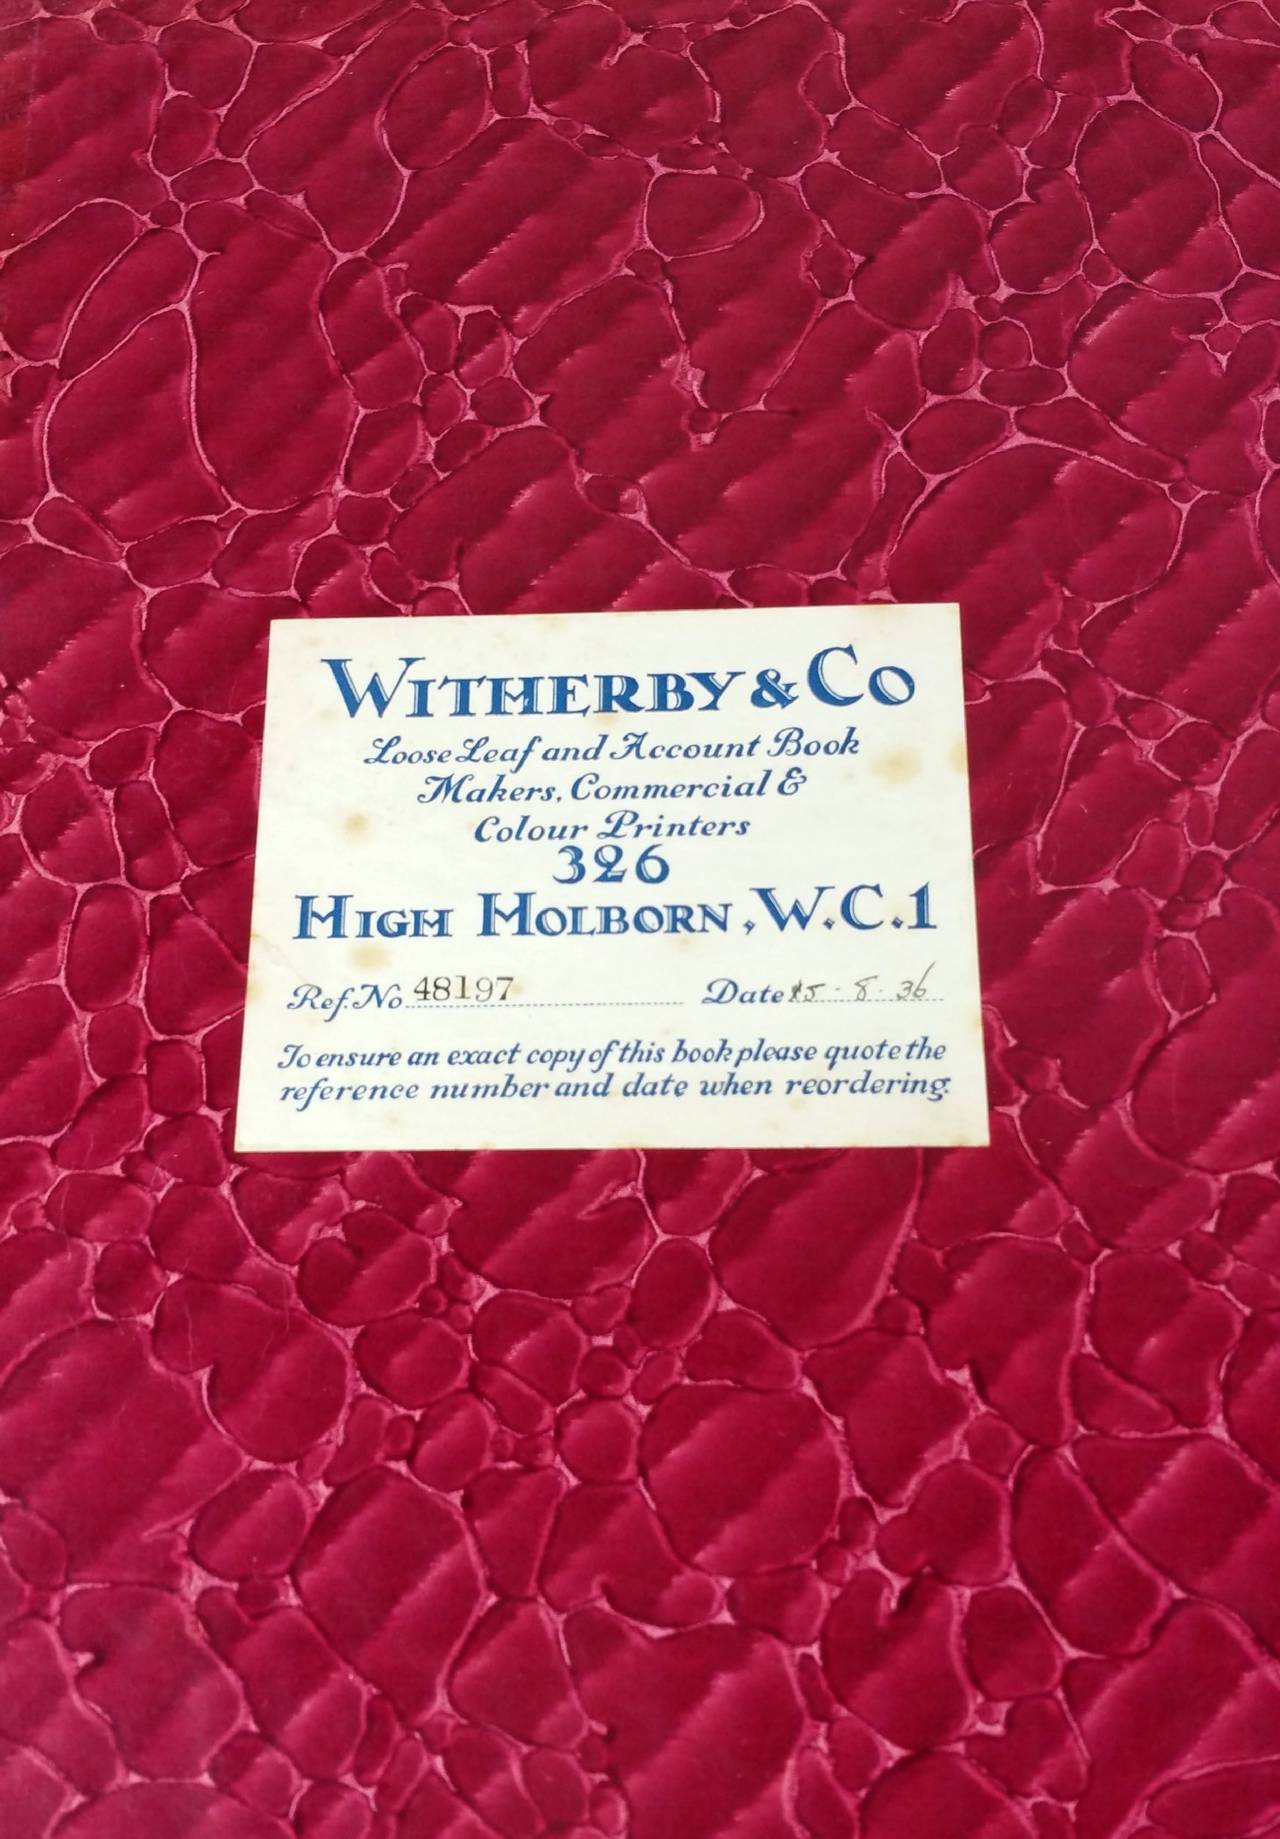 WITHERBY & CO
Loose Leaf and Account Book
Makers, Commercial &
Colour Printers
326
HIGH HOLBORN, W.C.1
Ref. No 48197 Date 15-8-36
To ensure an exact copy of this book please quote the
reference number and date when reordering.